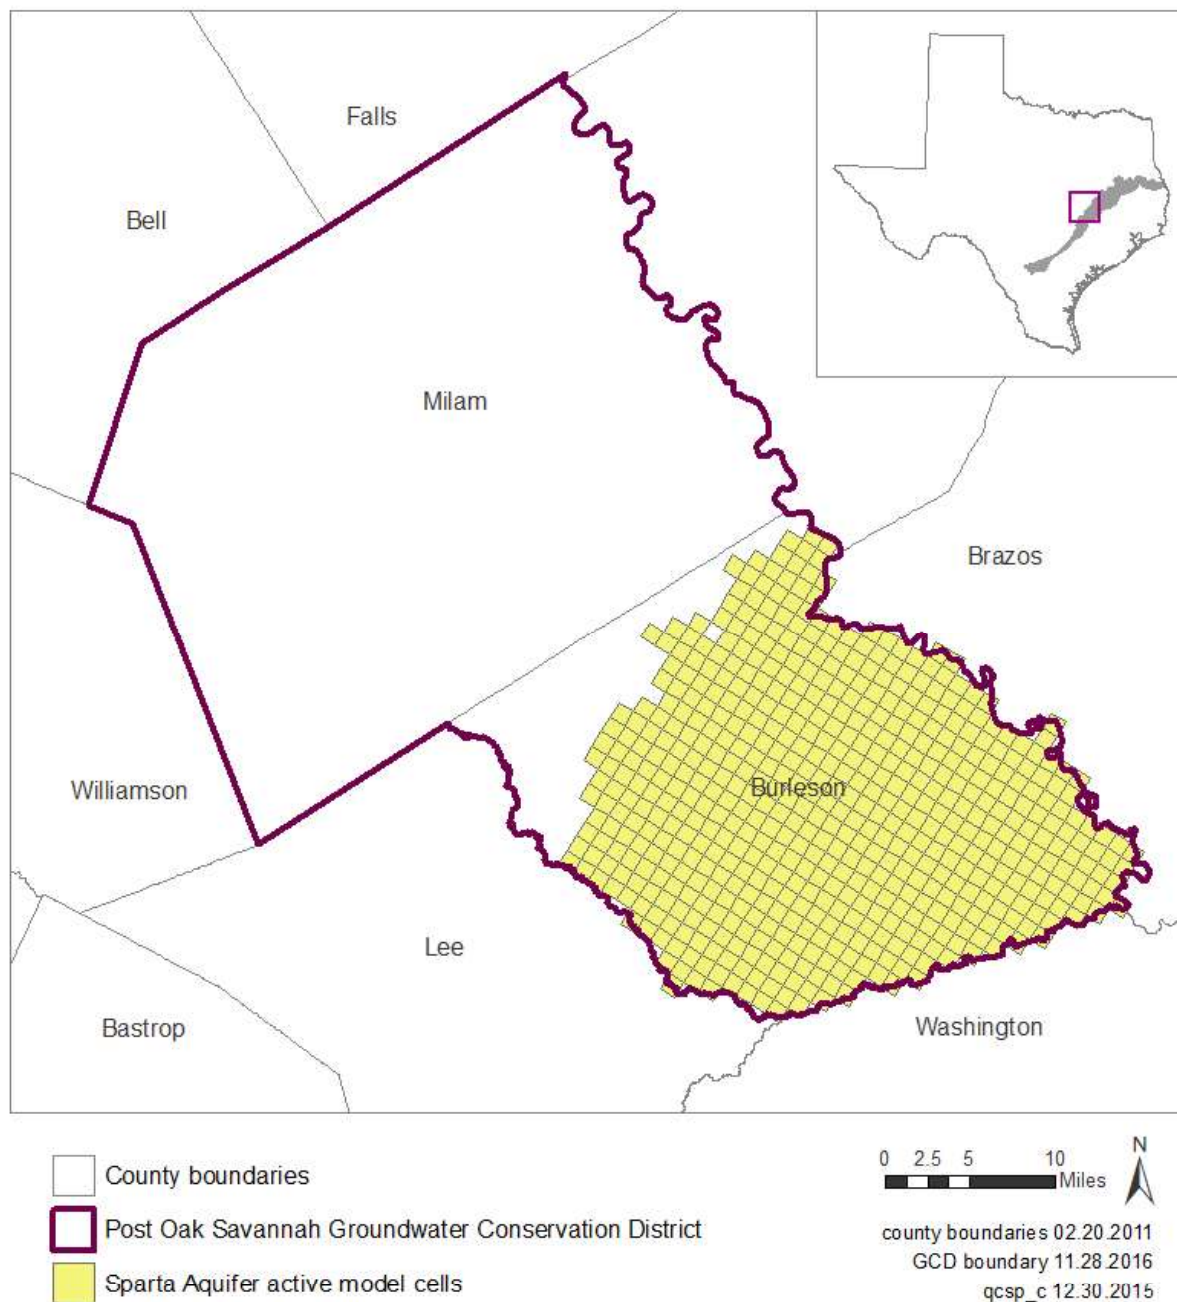 Falls
Bell
Milam
Brazos
Burleson
Williamson
Lee
Bastrop
Washington
N
0 2.5 5 10
Miles
County boundaries
Post Oak Savannah Groundwater Conservation District
Sparta Aquifer active model cells
county boundaries 02.20.2011
GCD boundary 11.28.2016
qcsp_c 12.30.2015